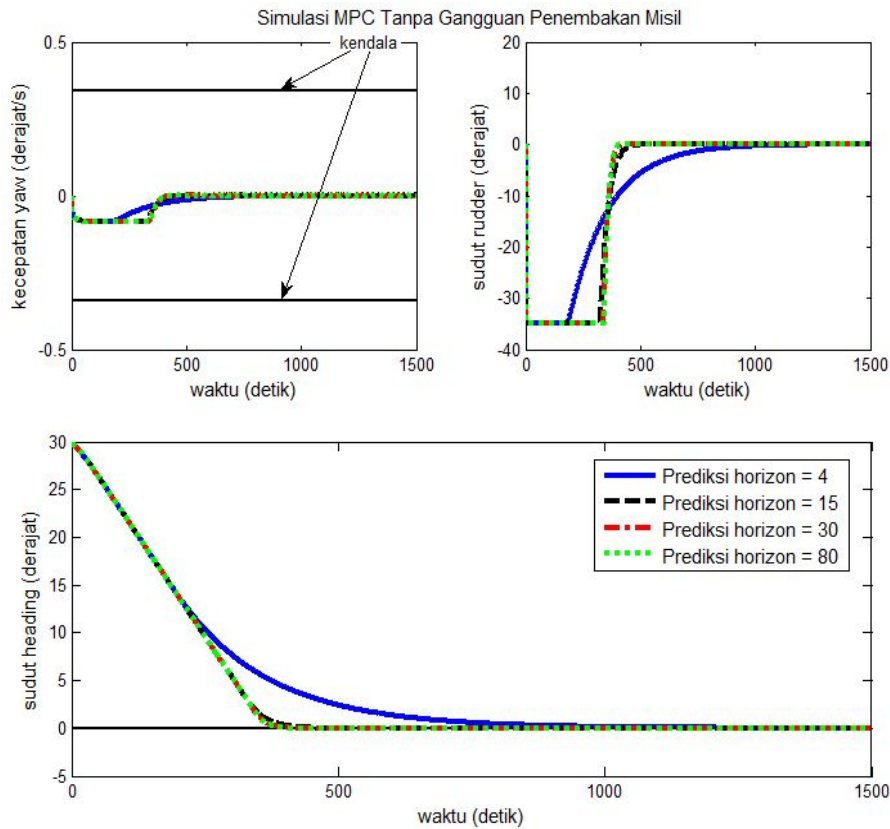 Simulasi MPC Tanpa Gangguan Penembakan Misil
kecepatan yaw (derajat/s)
0.5
0
-0.5
kendala
0 500 1000 1500
waktu (detik)
sudut rudder (derajat)
20
10
0
-10
-20
-30
-40
0 500 1000 1500
waktu (detik)
sudut heading (derajat)
30
25
20
15
10
5
0
-5
Prediksi horizon = 4
Prediksi horizon = 15
Prediksi horizon = 30
Prediksi horizon = 80
0 500 1000 1500
waktu (detik)